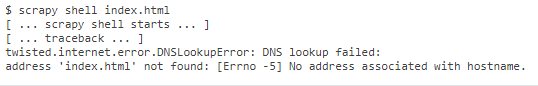 $ scrapy shell index.html
[ ... scrapy shell starts ... ]
[ ... traceback ... ]
twisted.internet.error.DNSLookupError: DNS lookup failed:
address 'index.html' not found: [Errno -5] No address associated with hostname.